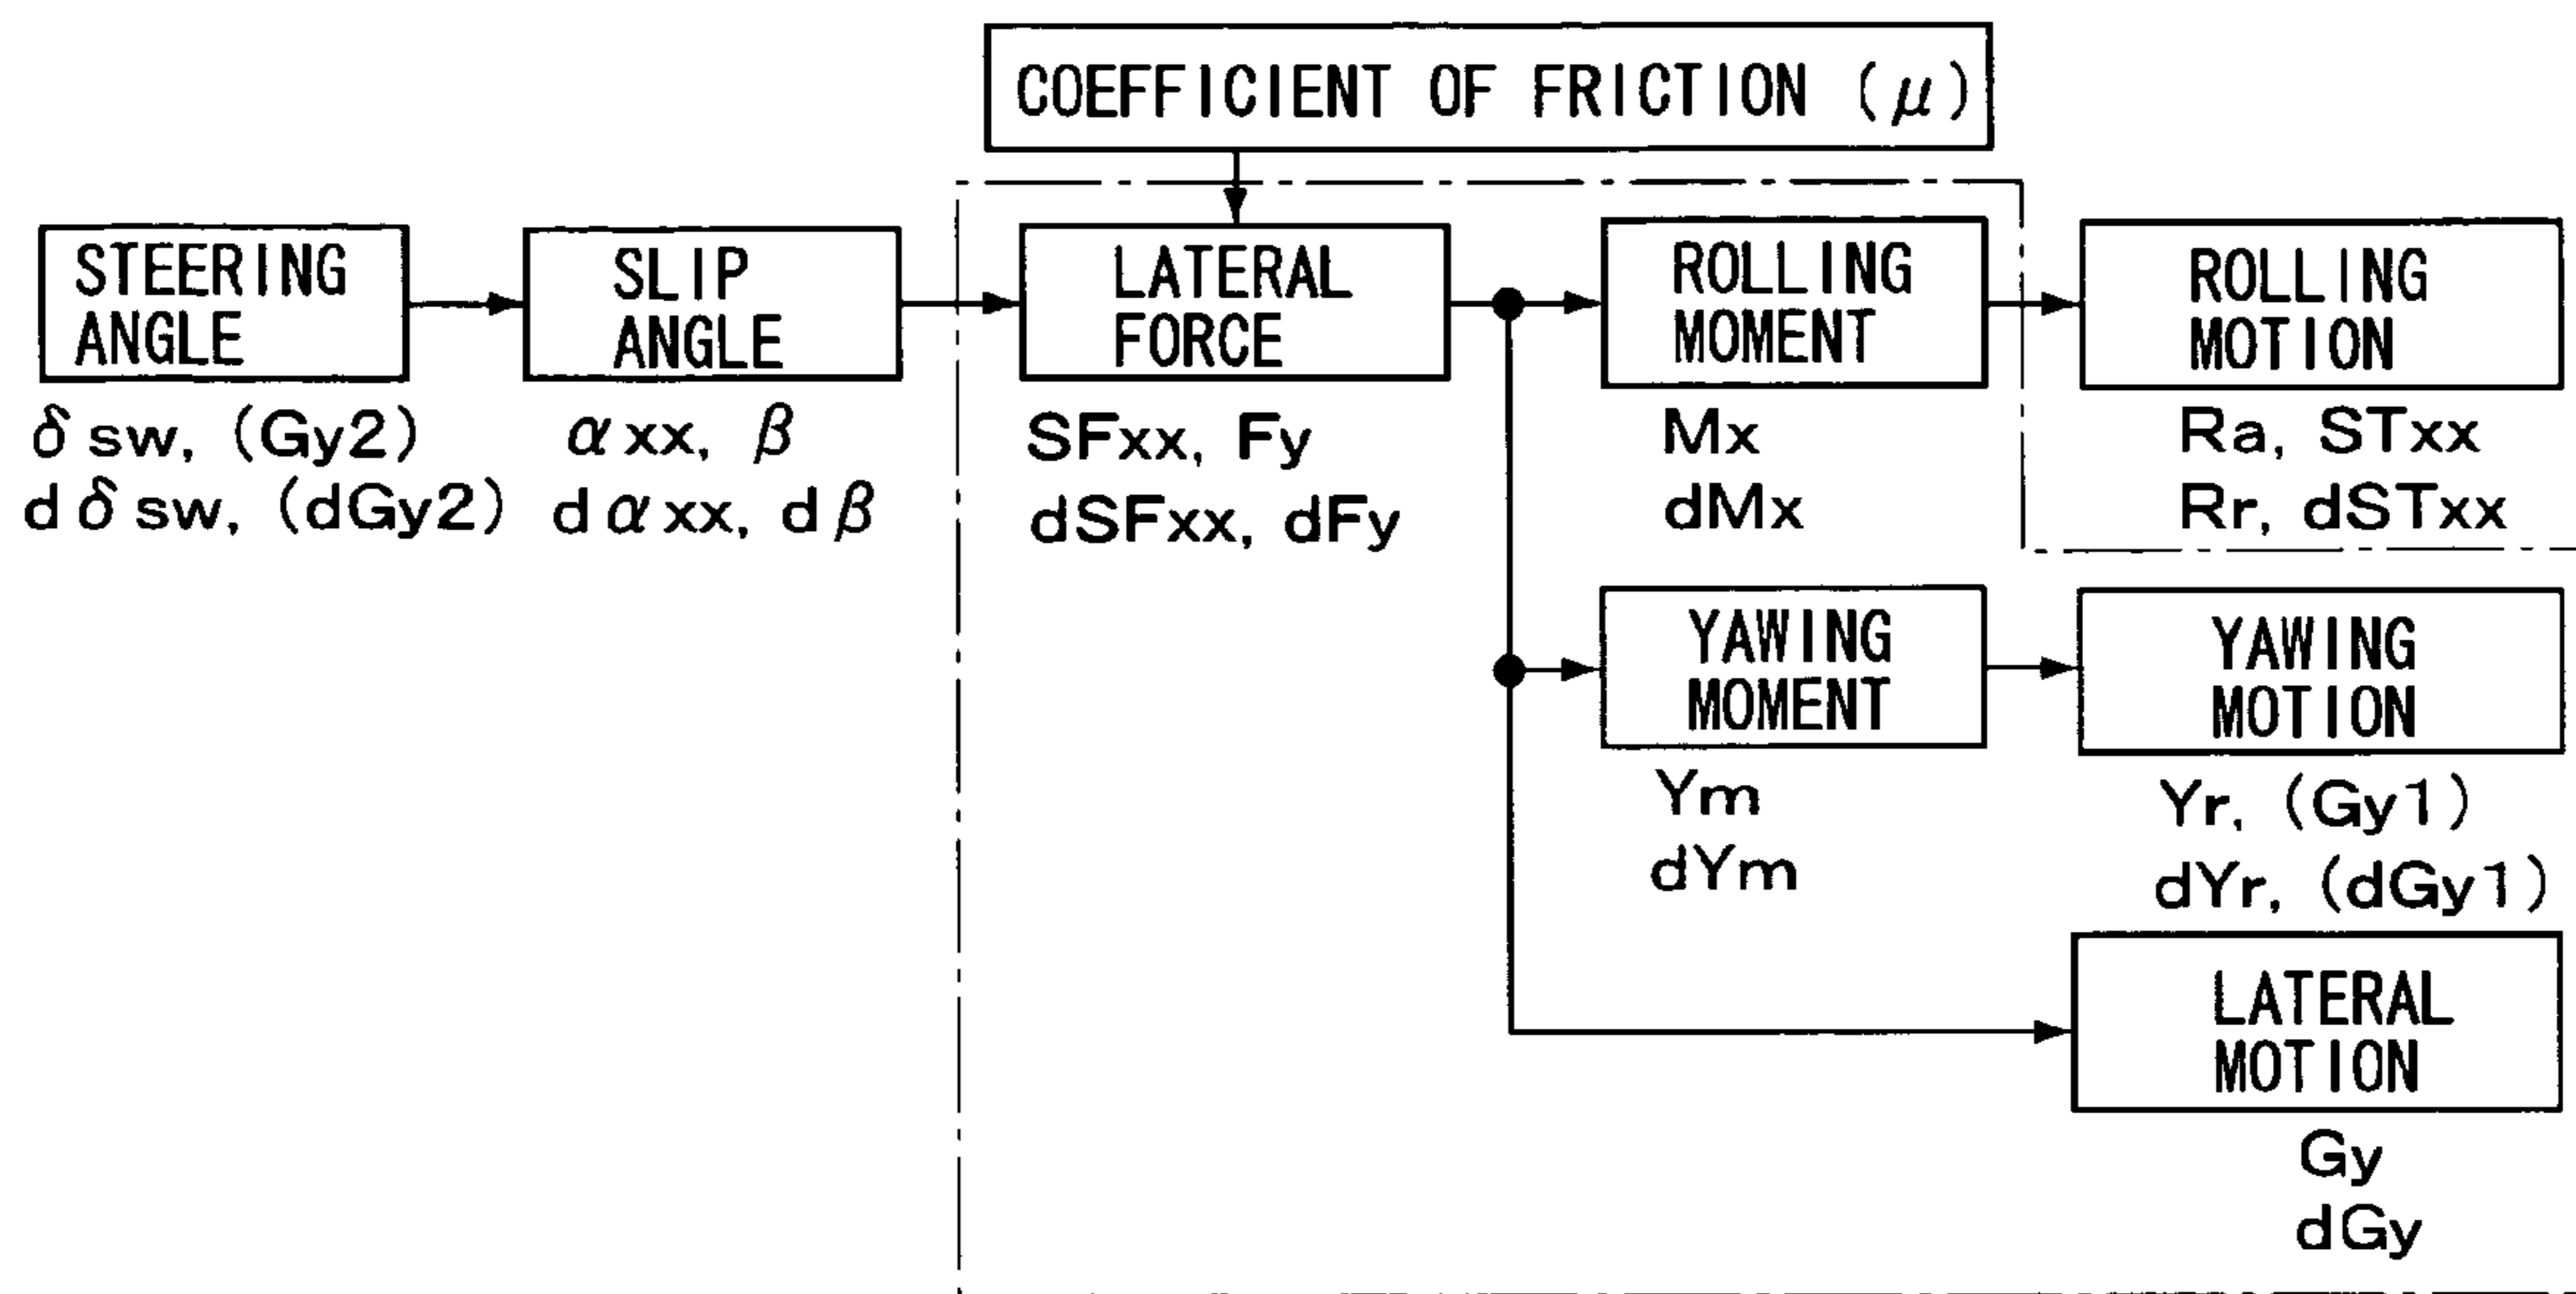 COEFFICIENT OF FRICTION (μ)
STEERING
ANGLE
δsw, (Gy2)
dδsw, (dGy2)
SLIP
ANGLE
αxx, β
dαxx, dβ
LATERAL
FORCE
SFxx, Fy
dSFxx, dFy
ROLLING
MOMENT
Mx
dMx
ROLLING
MOTION
Ra, STxx
Rr, dSTxx
YAWING
MOMENT
Ym
dYm
YAWING
MOTION
Yr, (Gy1)
dYr, (dGy1)
LATERAL
MOTION
Gy
dGy